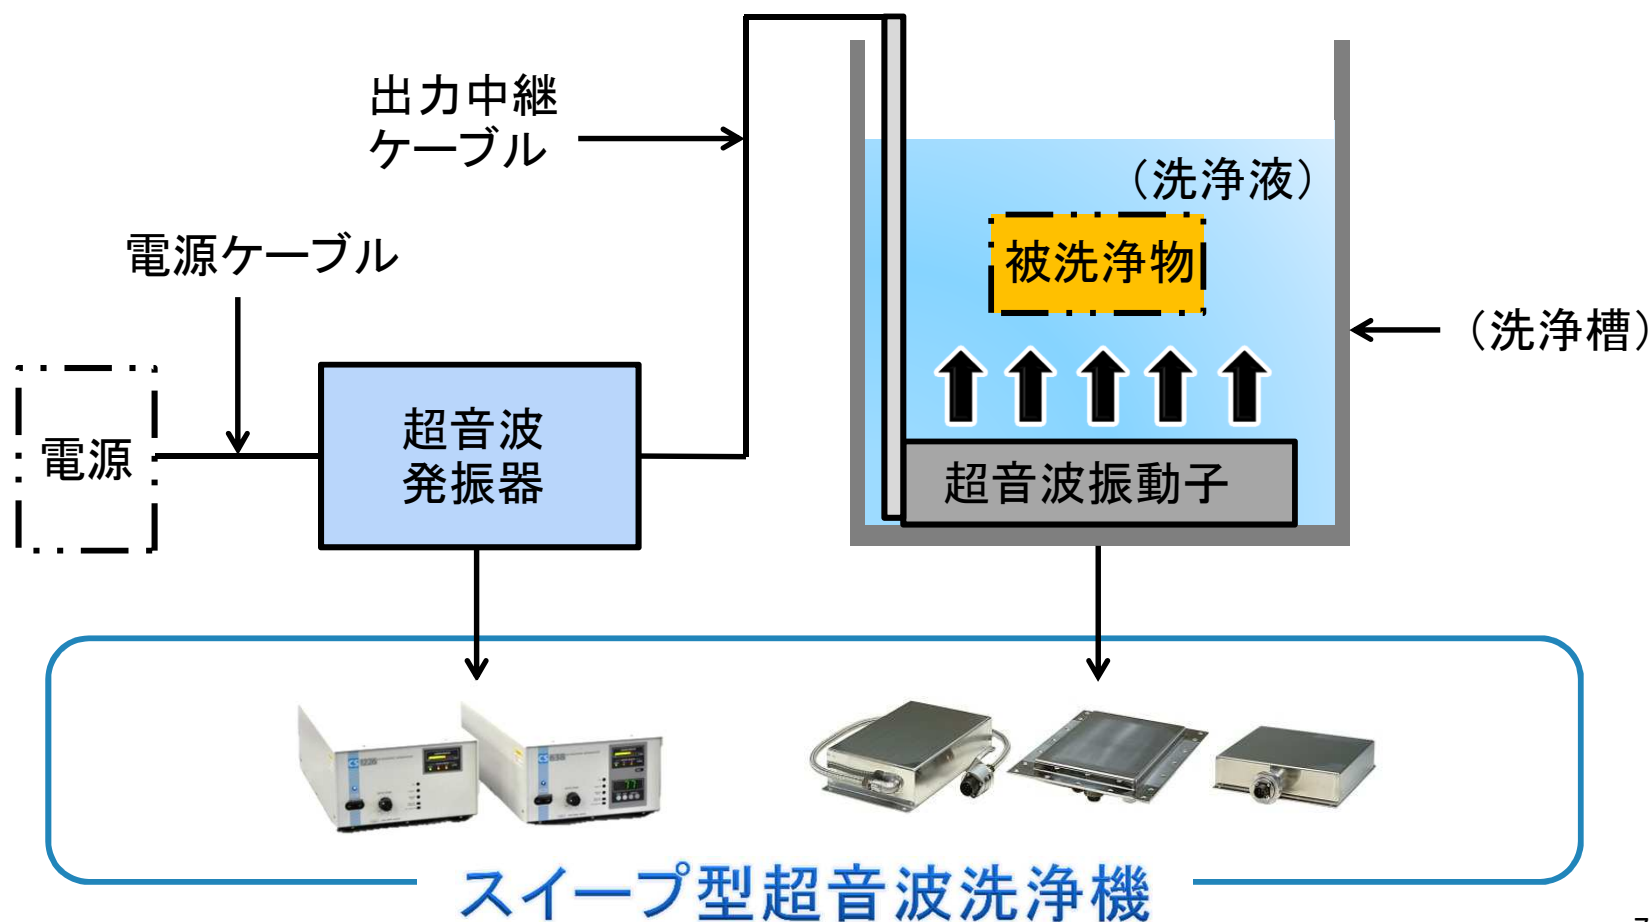 出力中継
ケーブル
(洗浄液)
電源ケーブル
被洗浄物
(洗浄槽)
超音波
発振器
電源
超音波振動子
スイープ型超音波洗浄機